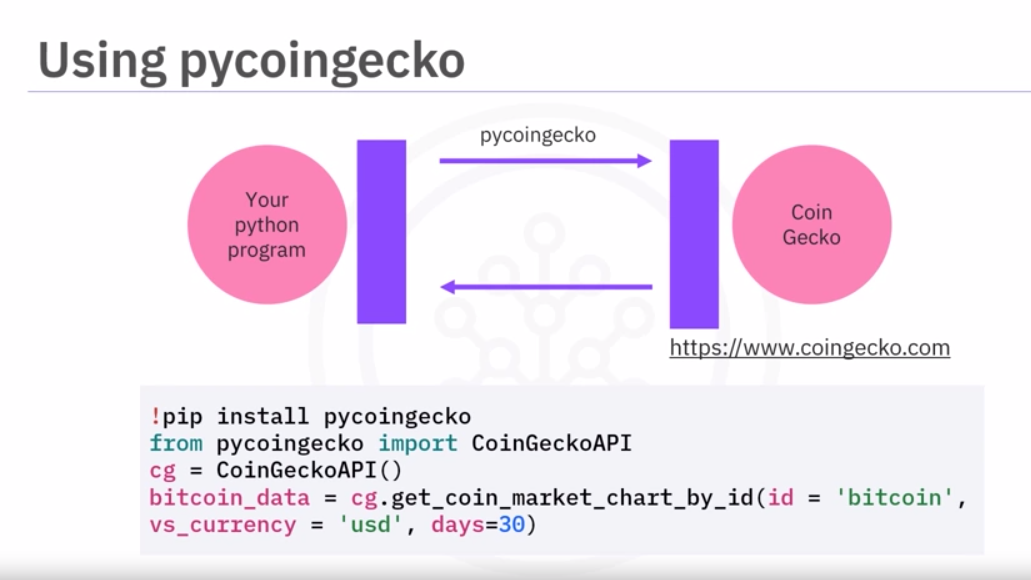 Using pycoingecko
pycoingecko
Your
python
program
Coin
Gecko
https://www.coingecko.com
!pip install pycoingecko
from pycoingecko import CoinGeckoAPI
cg = CoinGeckoAPI()
bitcoin_data = cg.get_coin_market_chart_by_id(id = 'bitcoin',
vs_currency = 'usd', days=30)